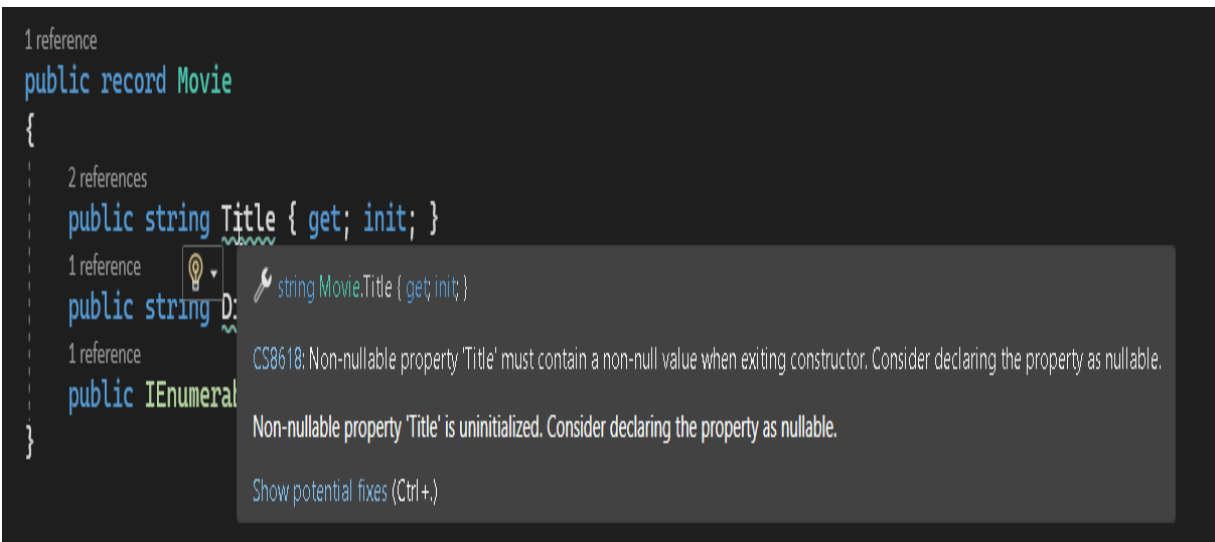 1 reference
public record Movie
{
2 references
public string Title { get; init; }
1 reference
public string
string Movie.Title { get; init; }
CS8618: Non-nullable property 'Title' must contain a non-null value when exiting constructor. Consider declaring the property as nullable.
1 reference
public
Non-nullable property 'Title' is uninitialized. Consider declaring the property as nullable.
}
Show potential fixes (Ctrl+.)